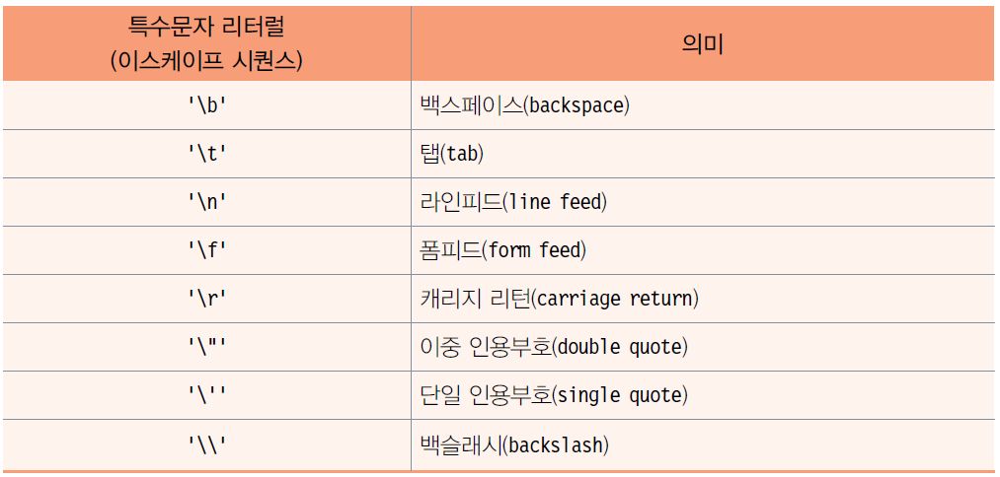 특수문자 리터럴
(이스케이프 시퀀스)
의미
'\b'
백스페이스(backspace)
'\t'
탭(tab)
'\n'
라인피드(line feed)
'\f'
폼피드(form feed)
'\r'
캐리지 리턴(carriage return)
'\"'
이중 인용부호(double quote)
'\''
단일 인용부호(single quote)
'\\'
백슬래시(backslash)